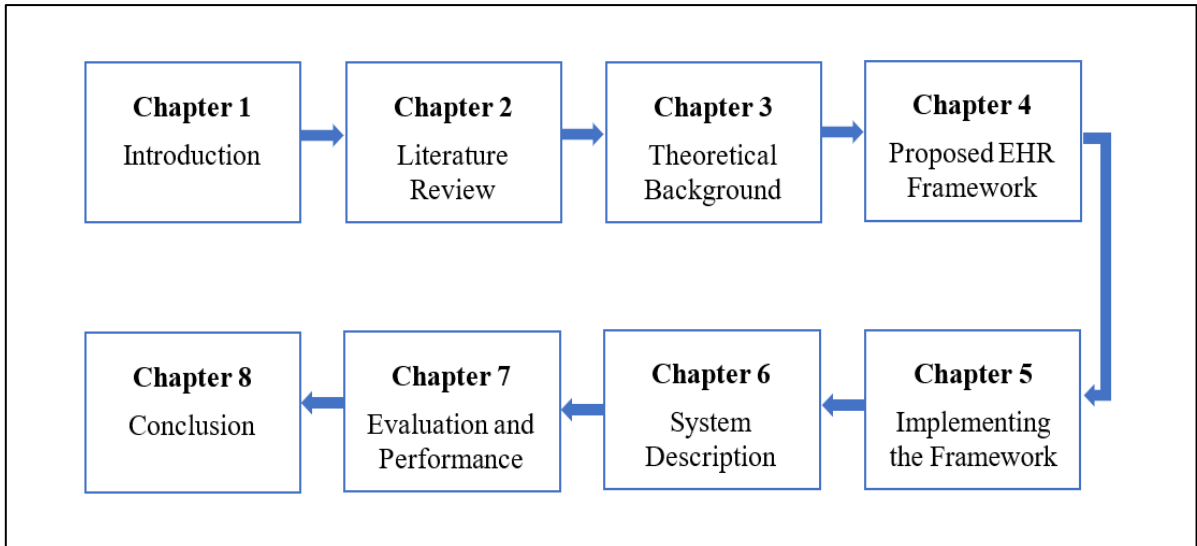 Chapter 1
Introduction
Chapter 2
Literature
Review
Chapter 3
Theoretical
Background
Chapter 4
Proposed EHR
Framework
Chapter 5
Implementing
the Framework
Chapter 6
System
Description
Chapter 7
Evaluation and
Performance
Chapter 8
Conclusion